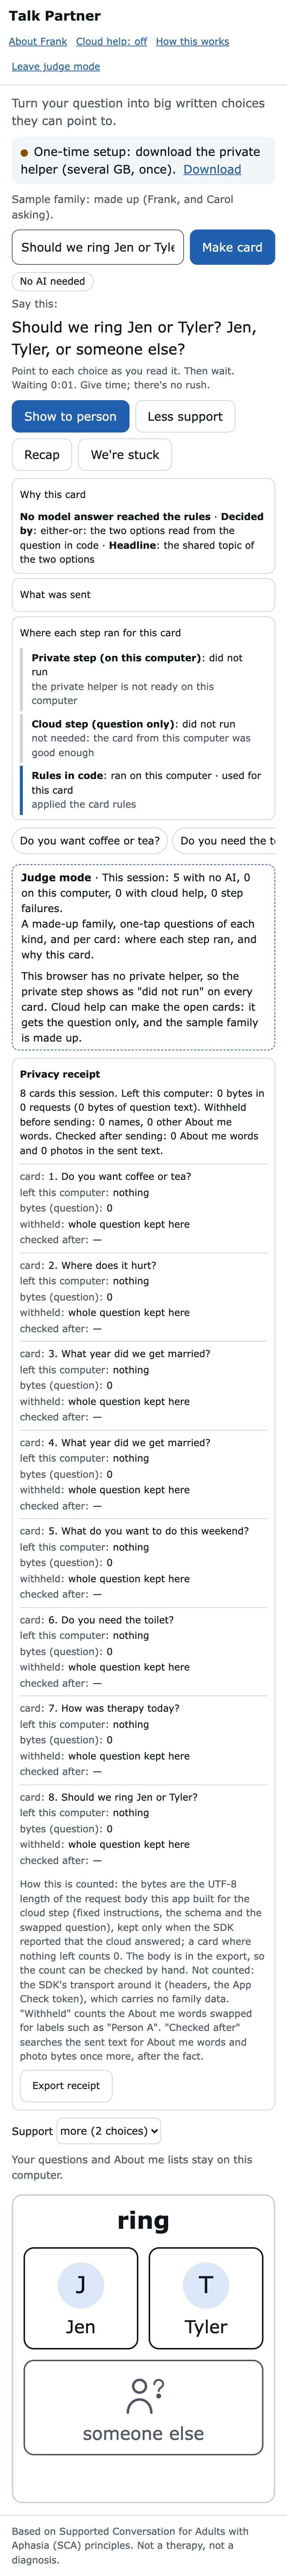 Talk Partner
About Frank Cloud help: off How this works
Leave judge mode
Turn your question into big written choices
they can point to.
One-time setup: download the private
helper (several GB, once). Download
Sample family: made up (Frank, and Carol
asking).
Should we ring Jen or Tyle
Make card
No AI needed
Say this:
Should we ring Jen or Tyler? Jen,
Tyler, or someone else?
Point to each choice as you read it. Then wait.
Waiting 0:01. Give time; there's no rush.
Show to person
Less support
Recap
We're stuck
Why this card
No model answer reached the rules · Decided
by: either-or: the two options read from the
question in code · Headline: the shared topic of
the two options
What was sent
Where each step ran for this card
Private step (on this computer): did not
run
the private helper is not ready on this
computer
Cloud step (question only): did not run
not needed: the card from this computer was
good enough
Rules in code: ran on this computer · used for
this card
applied the card rules
Do you want coffee or tea?
Do you need the t
Judge mode · This session: 5 with no AI, 0
on this computer, 0 with cloud help, 0 step
failures.
A made-up family, one-tap questions of each
kind, and per card: where each step ran, and
why this card.
This browser has no private helper, so the
private step shows as "did not run" on every
card. Cloud help can make the open cards: it
gets the question only, and the sample family
is made up.
Privacy receipt
8 cards this session. Left this computer: 0 bytes in
0 requests (0 bytes of question text). Withheld
before sending: 0 names, 0 other About me
words. Checked after sending: 0 About me words
and 0 photos in the sent text.
card: 1. Do you want coffee or tea?
left this computer: nothing
bytes (question): 0
withheld: whole question kept here
checked after: —
card: 2. Where does it hurt?
left this computer: nothing
bytes (question): 0
withheld: whole question kept here
checked after: —
card: 3. What year did we get married?
left this computer: nothing
bytes (question): 0
withheld: whole question kept here
checked after: —
card: 4. What year did we get married?
left this computer: nothing
bytes (question): 0
withheld: whole question kept here
checked after: —
card: 5. What do you want to do this weekend?
left this computer: nothing
bytes (question): 0
withheld: whole question kept here
checked after: —
card: 6. Do you need the toilet?
left this computer: nothing
bytes (question): 0
withheld: whole question kept here
checked after: —
card: 7. How was therapy today?
left this computer: nothing
bytes (question): 0
withheld: whole question kept here
checked after: —
card: 8. Should we ring Jen or Tyler?
left this computer: nothing
bytes (question): 0
withheld: whole question kept here
checked after: —
How this is counted: the bytes are the UTF-8
length of the request body this app built for the
cloud step (fixed instructions, the schema and the
swapped question), kept only when the SDK
reported that the cloud answered; a card where
nothing left counts 0. The body is in the export, so
the count can be checked by hand. Not counted:
the SDK's transport around it (headers, the App
Check token), which carries no family data.
"Withheld" counts the About me words swapped
for labels such as "Person A". "Checked after"
searches the sent text for About me words and
photo bytes once more, after the fact.
Export receipt
Support more (2 choices)
Your questions and About me lists stay on this
computer.
ring
J
T
Jen
Tyler
?
someone else
Based on Supported Conversation for Adults with
Aphasia (SCA) principles. Not a therapy, not a
diagnosis.